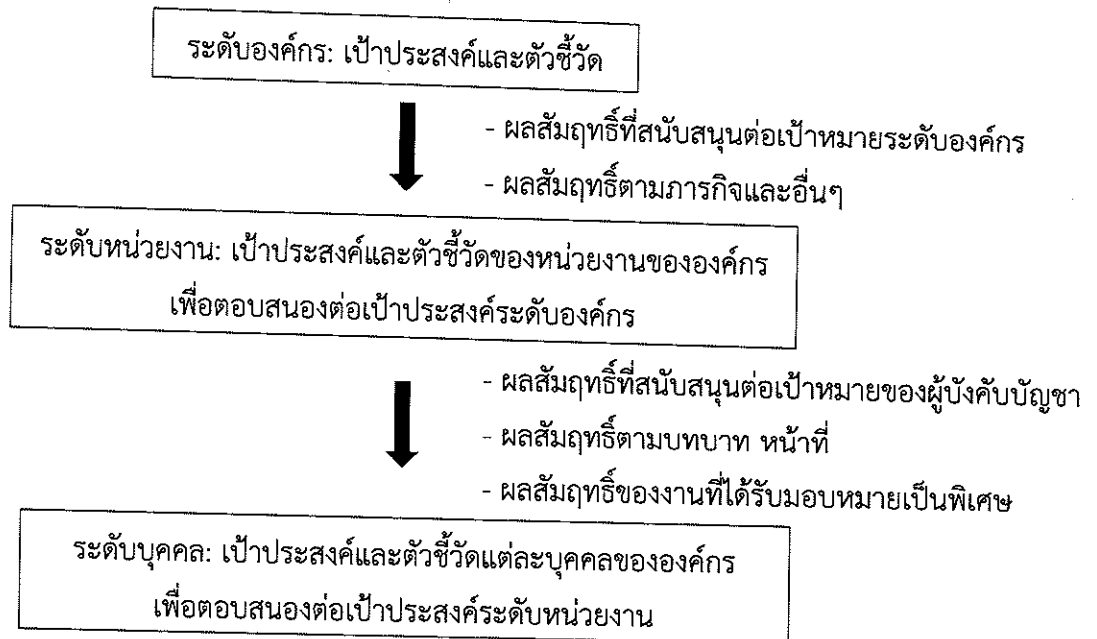 ระดับองค์กร: เป้าประสงค์และตัวชี้วัด
- ผลสัมฤทธิ์ที่สนับสนุนต่อเป้าหมายระดับองค์กร
- ผลสัมฤทธิ์ตามภารกิจและอื่นๆ
ระดับหน่วยงาน: เป้าประสงค์และตัวชี้วัดของหน่วยงานขององค์กร
เพื่อตอบสนองต่อเป้าประสงค์ระดับองค์กร
- ผลสัมฤทธิ์ที่สนับสนุนต่อเป้าหมายของผู้บังคับบัญชา
- ผลสัมฤทธิ์ตามบทบาท หน้าที่
- ผลสัมฤทธิ์ของงานที่ได้รับมอบหมายเป็นพิเศษ
ระดับบุคคล: เป้าประสงค์และตัวชี้วัดแต่ละบุคคลขององค์กร
เพื่อตอบสนองต่อเป้าประสงค์ระดับหน่วยงาน